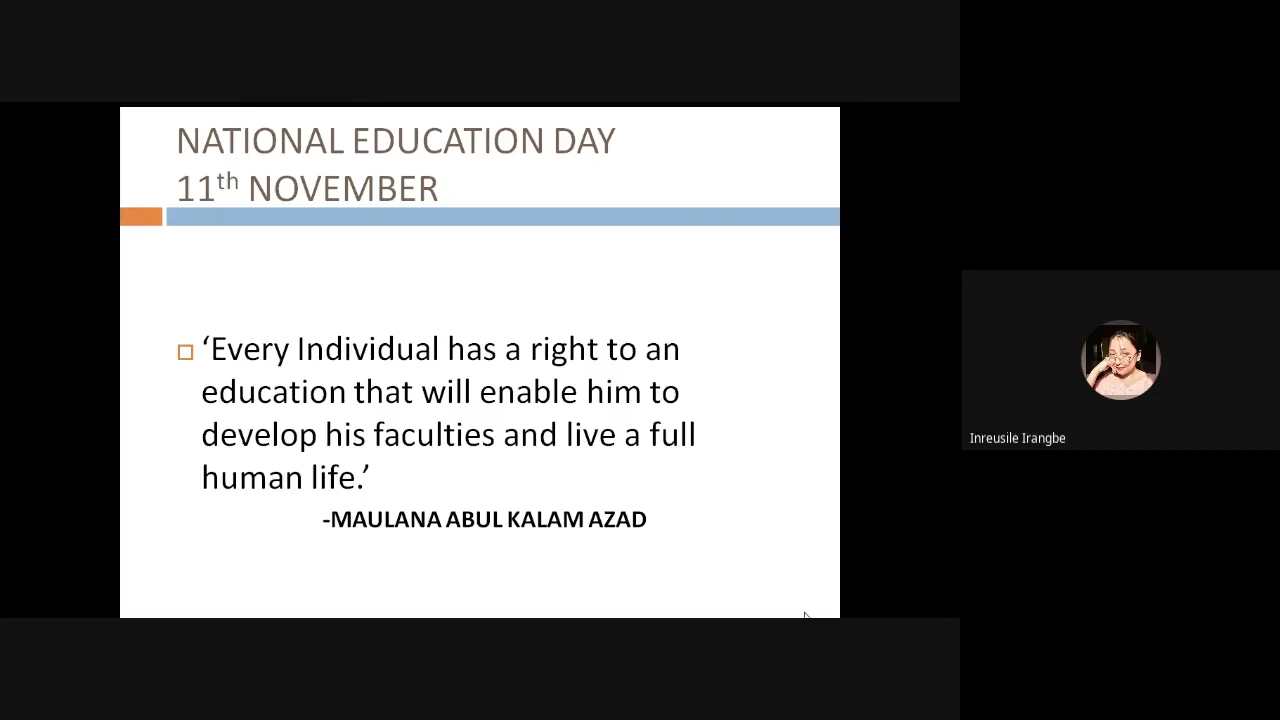 NATIONAL EDUCATION DAY
11th NOVEMBER
‘Every Individual has a right to an
education that will enable him to
develop his faculties and live a full
human life.’
-MAULANA ABUL KALAM AZAD
Inreusile Irangbe